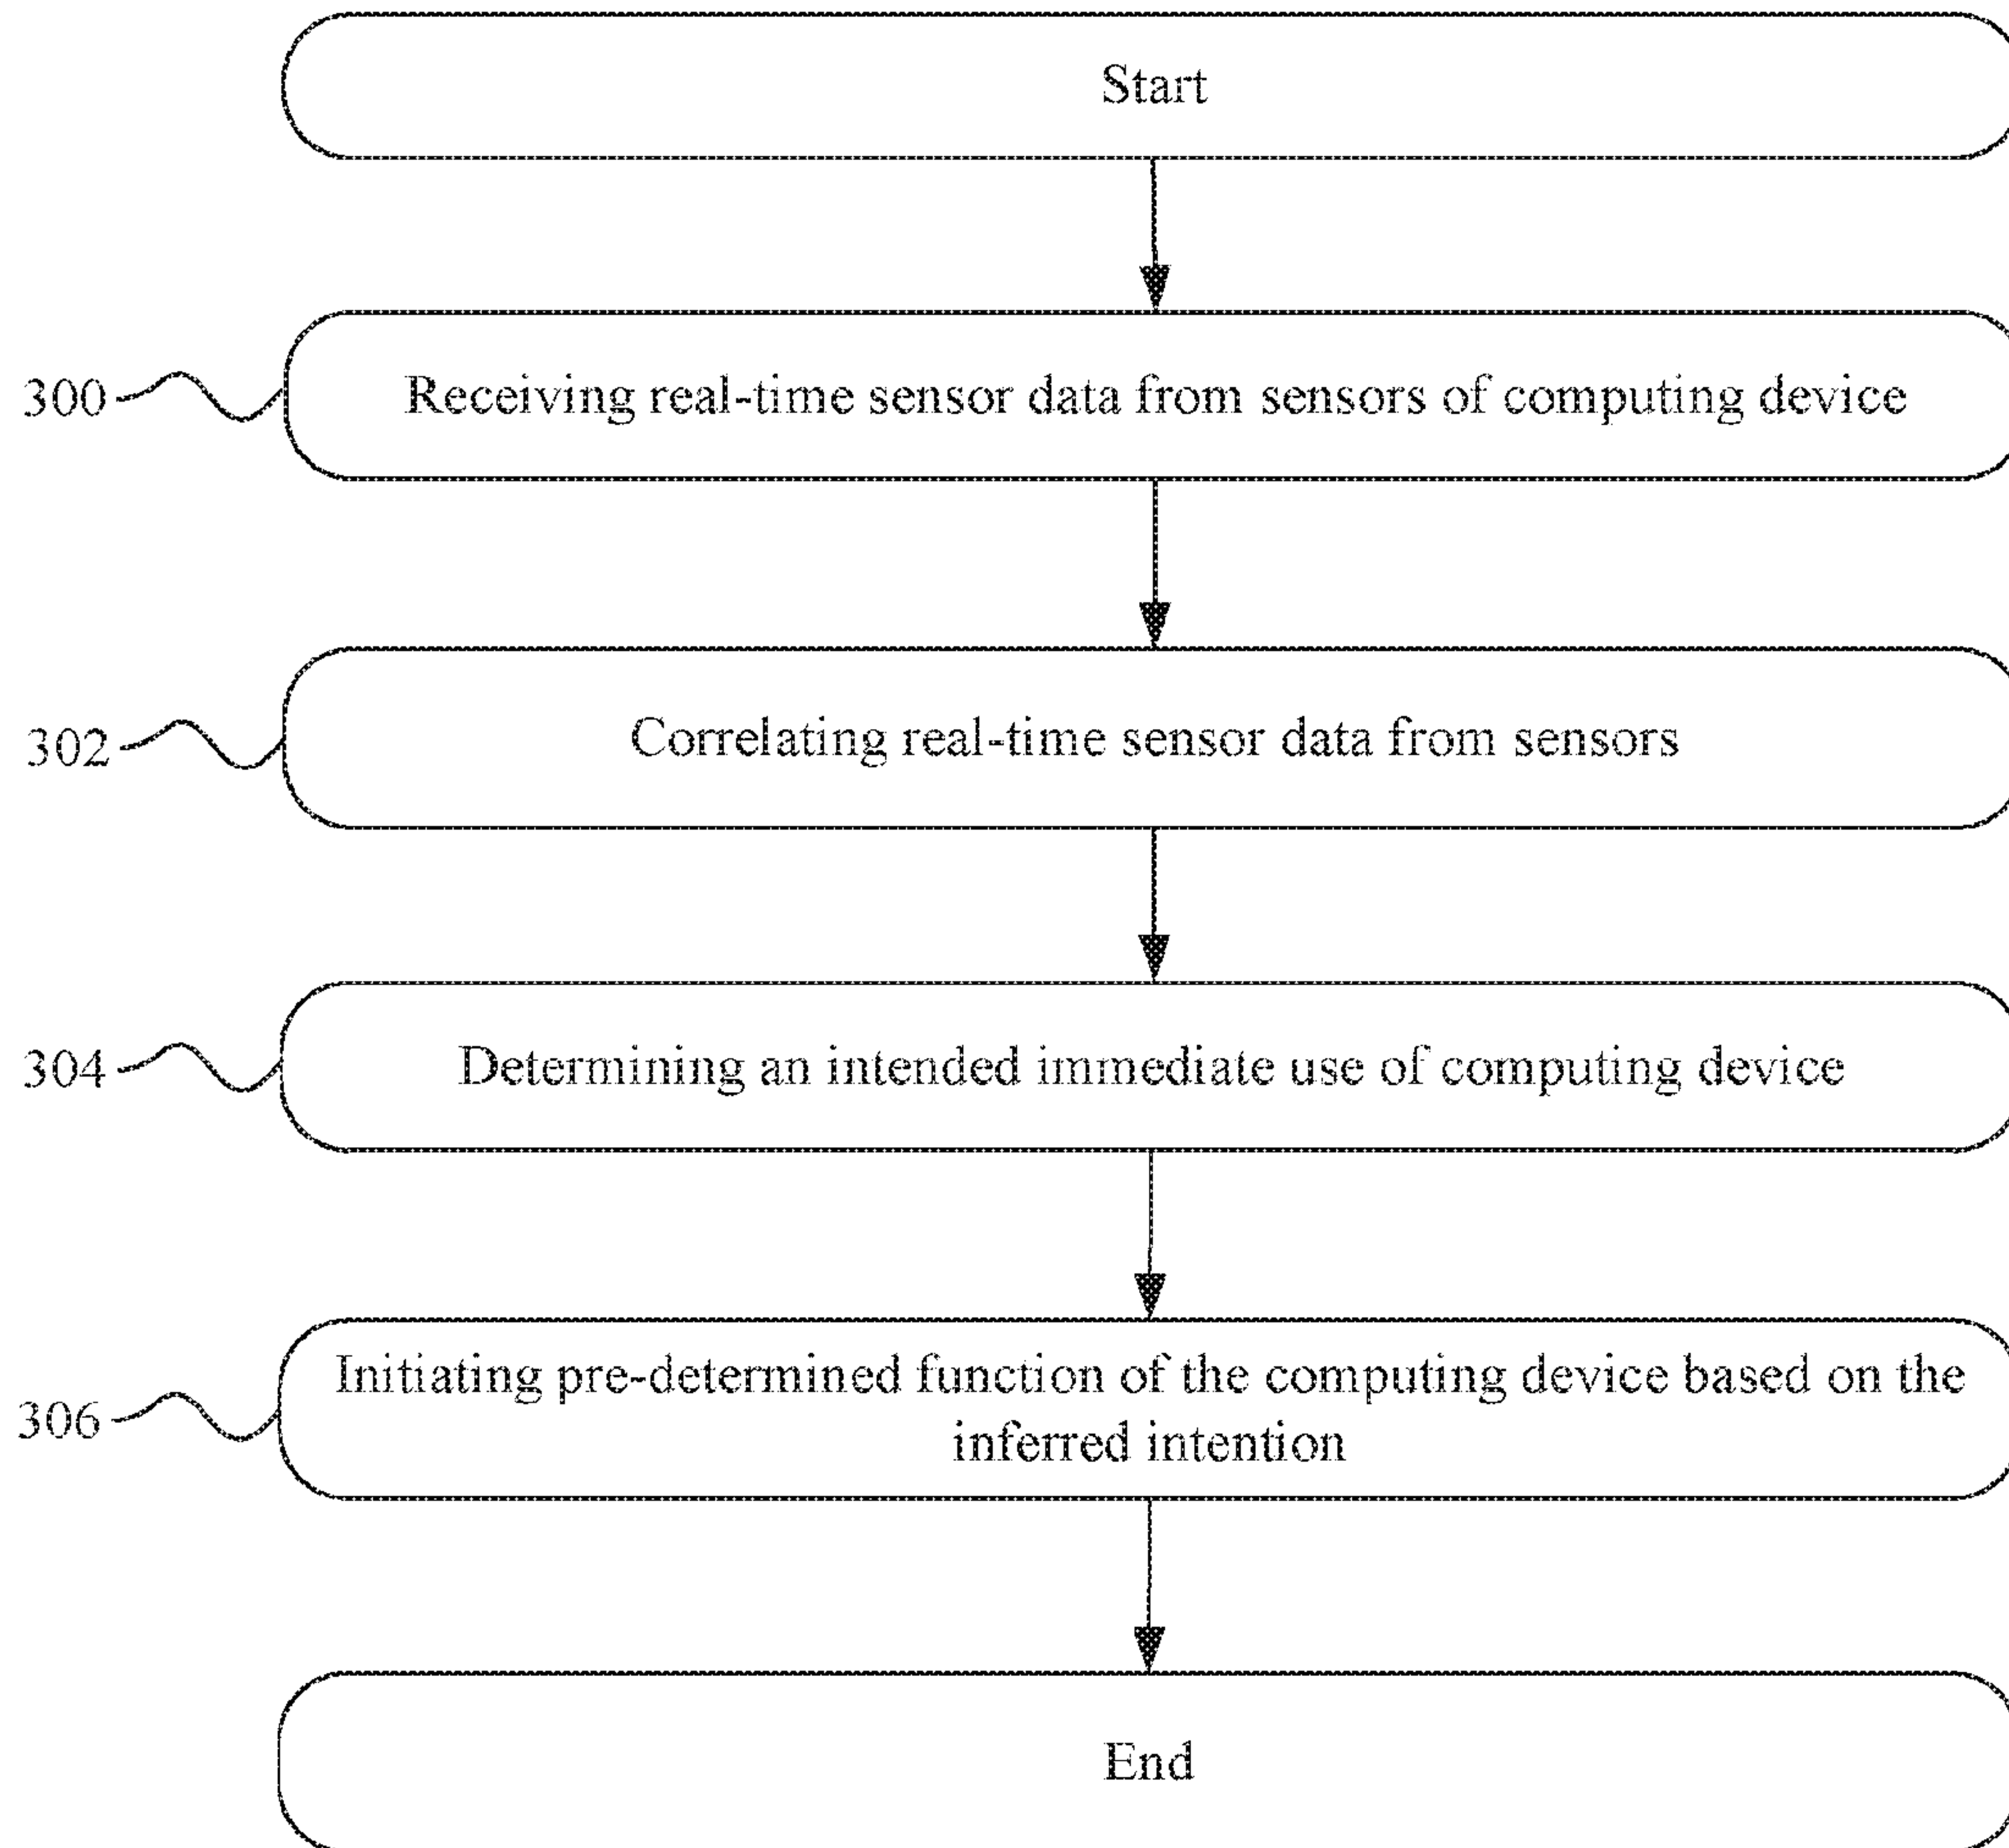 Start
300
Receiving real-time sensor data from sensors of computing device
302
Correlating real-time sensor data from sensors
304
Determining an intended immediate use of computing device
306
Initiating pre-determined function of the computing device based on the
inferred intention
End